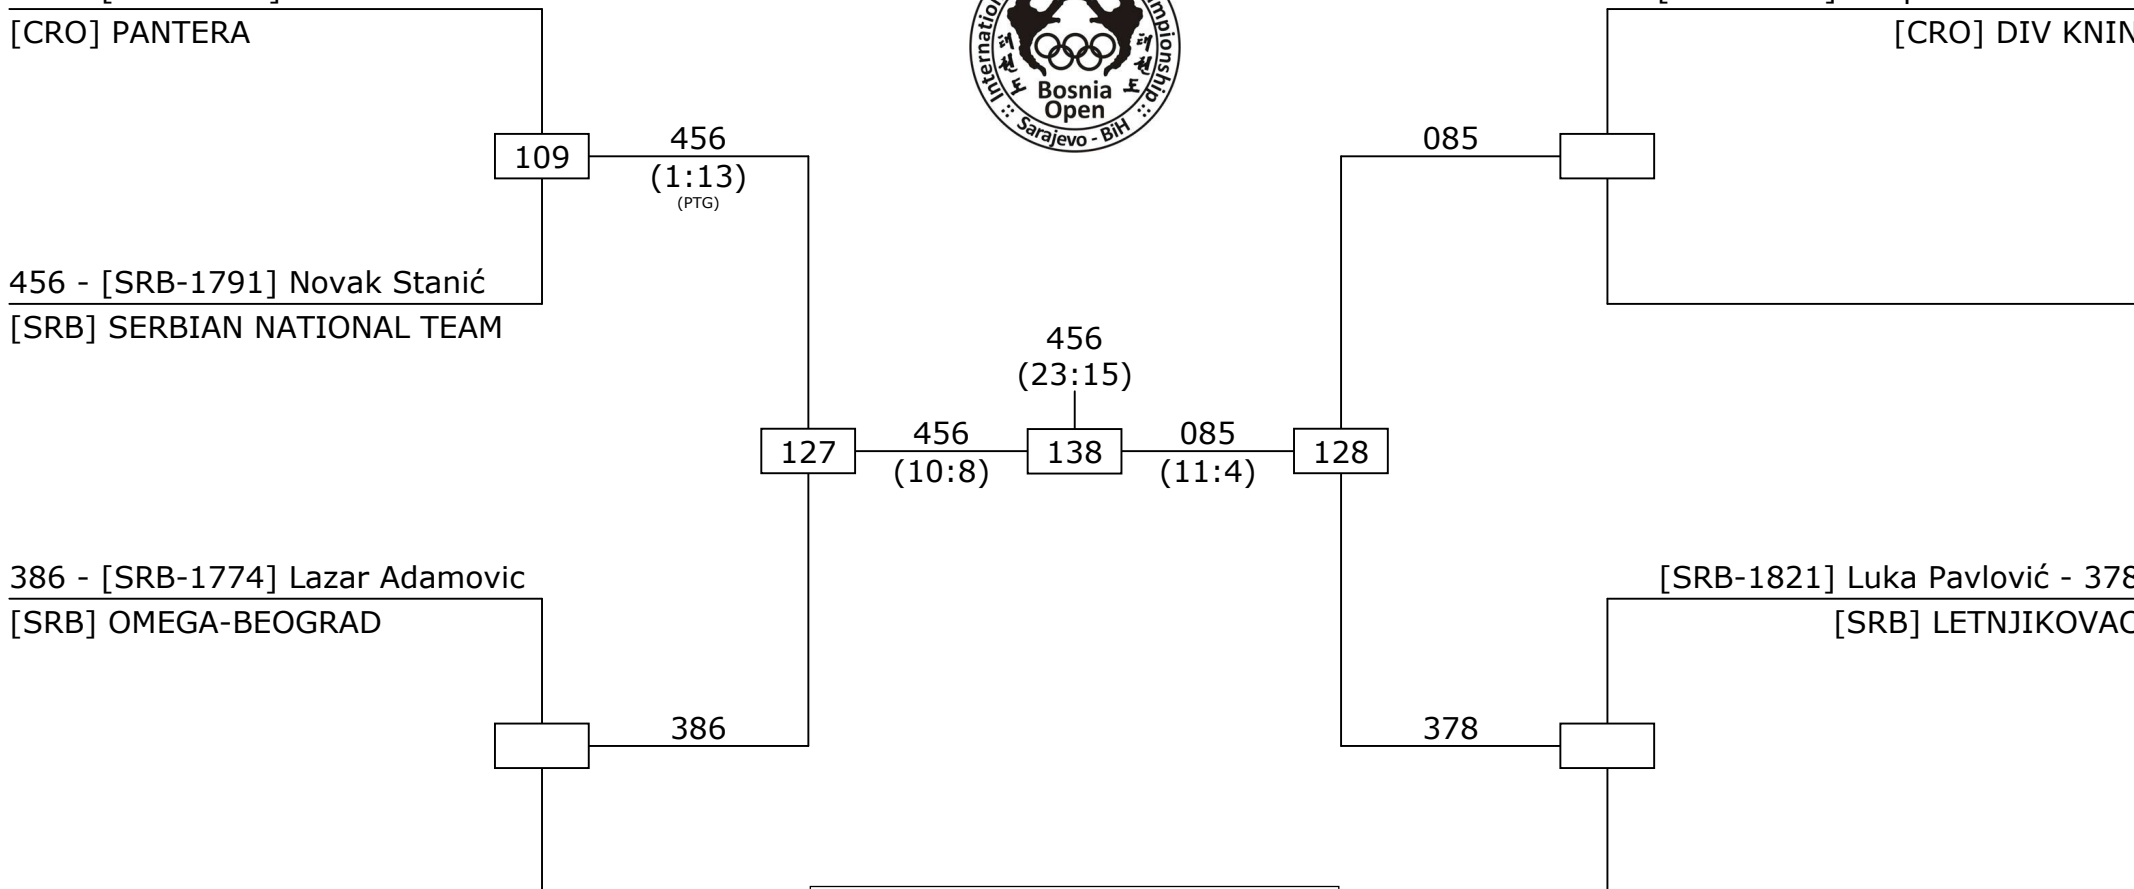 [CRO] PANTERA
[CRO] DIV KNIN
Bosnia
Open
Sarajevo - BiH
109
456
(1:13)
(PTG)
085
456 - [SRB-1791] Novak Stanić
[SRB] SERBIAN NATIONAL TEAM
456
(23:15)
127
456
(10:8)
138
085
(11:4)
128
386 - [SRB-1774] Lazar Adamovic
[SRB] OMEGA-BEOGRAD
[SRB-1821] Luka Pavlović - 378
[SRB] LETNJIKOVAC
386
378